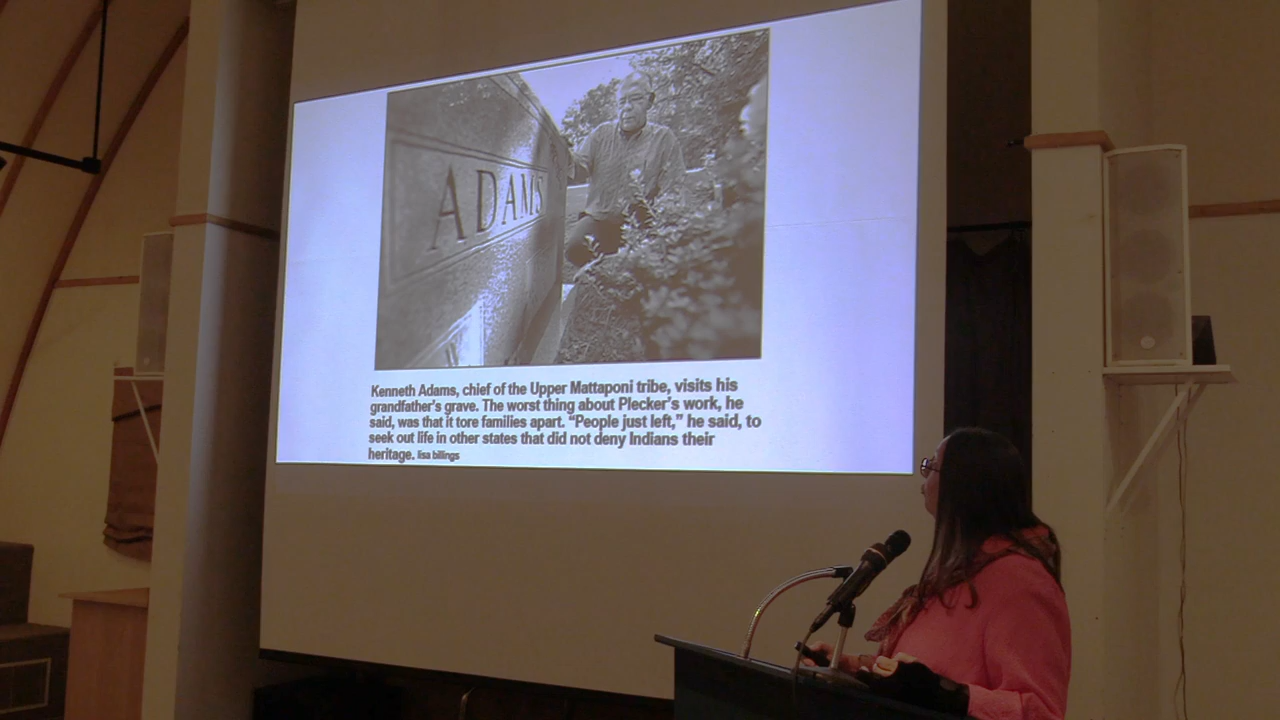 ADAMS
Kenneth Adams, chief of the Upper Mattaponi tribe, visits his
grandfather's grave. The worst thing about Plecker's work, he
said, was that it tore families apart. “People just left,” he said, to
seek out life in other states that did not deny Indians their
heritage. lisa billings